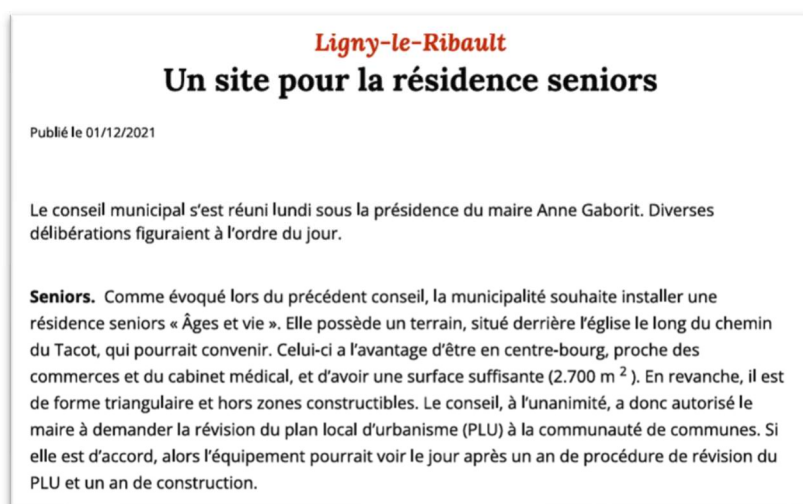 Ligny-le-Ribault
Un site pour la résidence seniors
Publié le 01/12/2021
Le conseil municipal s'est réuni lundi sous la présidence du maire Anne Gaborit. Diverses
délibérations figuraient à l'ordre du jour.
Seniors. Comme évoqué lors du précédent conseil, la municipalité souhaite installer une
résidence seniors « Âges et vie ». Elle possède un terrain, situé derrière l'église le long du chemin
du Tacot, qui pourrait convenir. Celui-ci a l'avantage d'être en centre-bourg, proche des
commerces et du cabinet médical, et d'avoir une surface suffisante (2.700 m ²). En revanche, il est
de forme triangulaire et hors zones constructibles. Le conseil, à l'unanimité, a donc autorisé le
maire à demander la révision du plan local d'urbanisme (PLU) à la communauté de communes. Si
elle est d'accord, alors l'équipement pourrait voir le jour après un an de procédure de révision du
PLU et un an de construction.